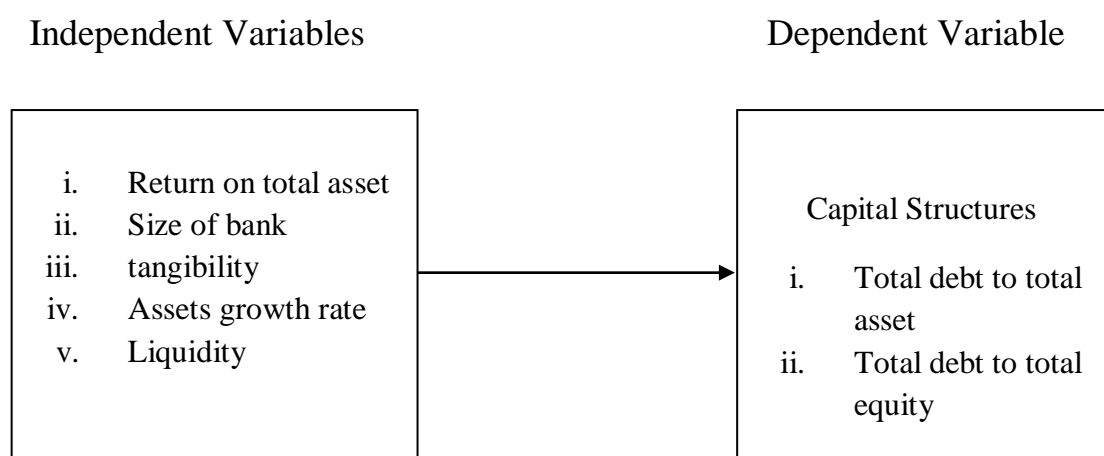 Independent Variables
Dependent Variable
i. Return on total asset
ii. Size of bank
iii. tangibility
iv. Assets growth rate
v. Liquidity
Capital Structures
i. Total debt to total
asset
ii. Total debt to total
equity